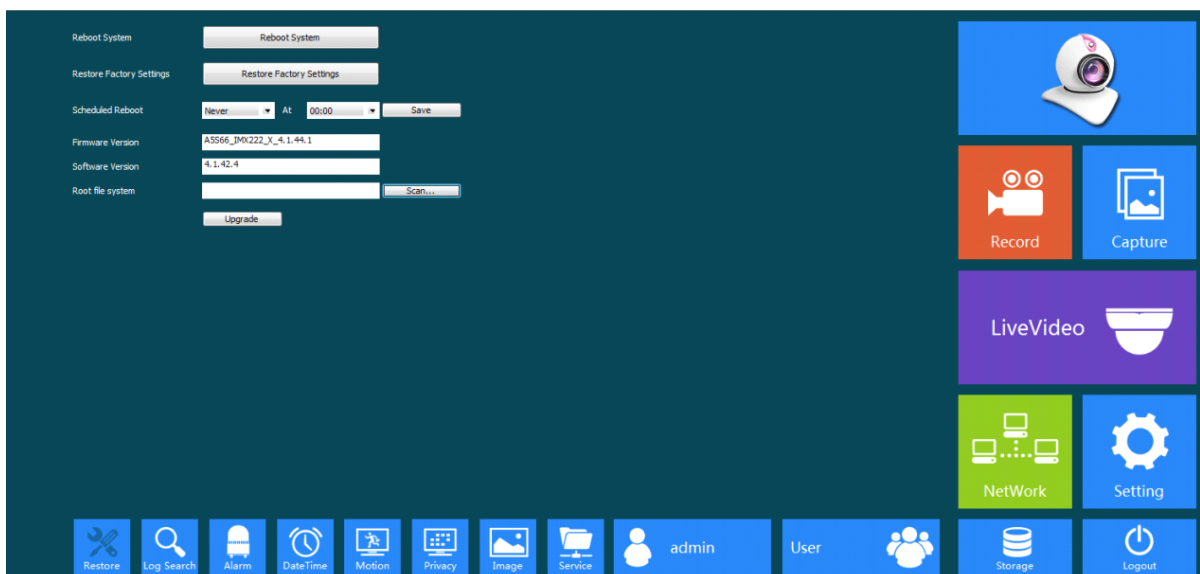 Reboot System Reboot System
Restore Factory Settings Restore Factory Settings
Scheduled Reboot Never At 00:00 Save
Firmware Version A5S66_IMX222_X_4.1.44.1
Software Version 4.1.42.4
Root file system Scan...
Upgrade
Record Capture
LiveVideo
NetWork Setting
Restore Log Search Alarm DateTime Motion Privacy Image Service admin User Storage Logout